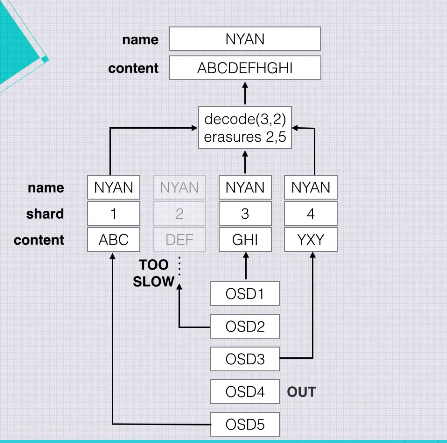 name NYAN
content ABCDEFHGHI
decode(3,2)
erasures 2,5
name NYAN NYAN NYAN NYAN
shard 1 2 3 4
content ABC DEF GHI YXY
TOO
SLOW
OSD1
OSD2
OSD3
OSD4 OUT
OSD5